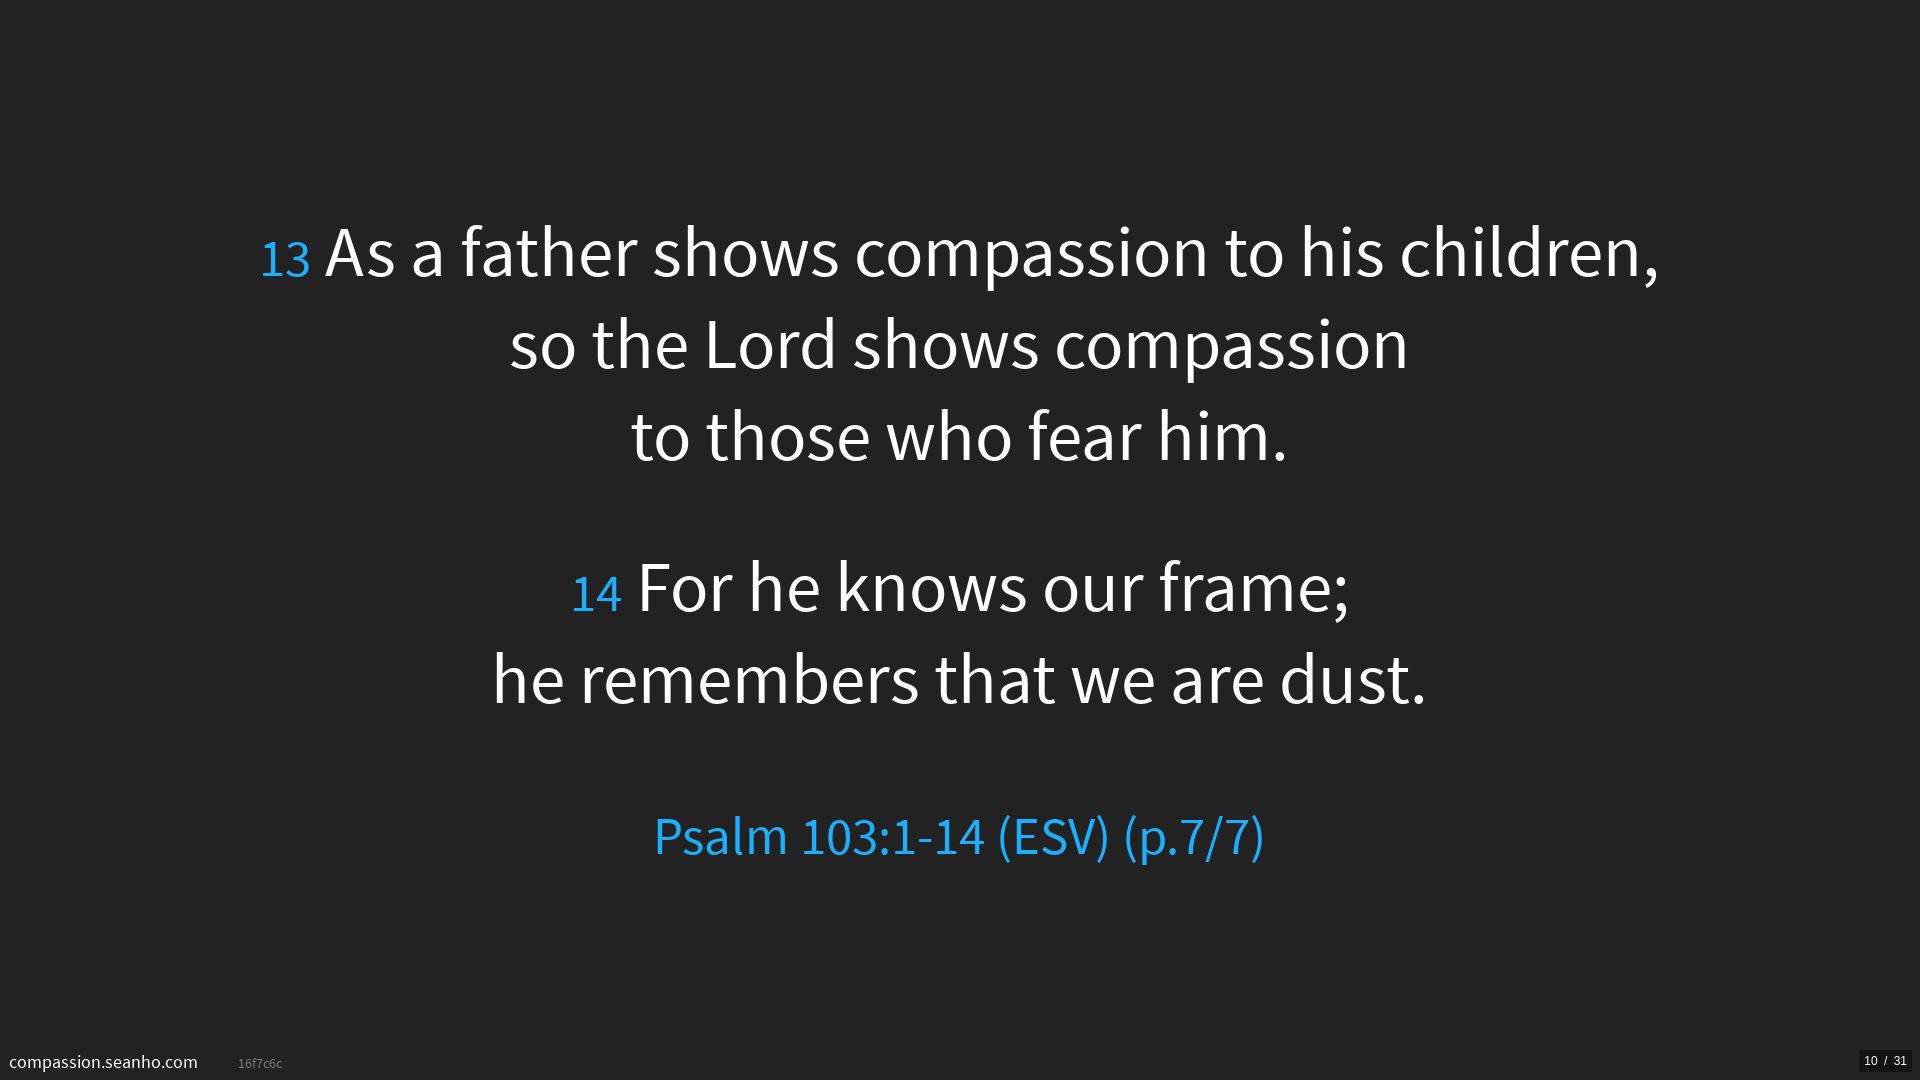 13 As a father shows compassion to his children,
so the Lord shows compassion
to those who fear him.
14 For he knows our frame;
he remembers that we are dust.
Psalm 103:1-14 (ESV) (p.7/7)
compassion.seanho.com 16f7c6c
10 / 31